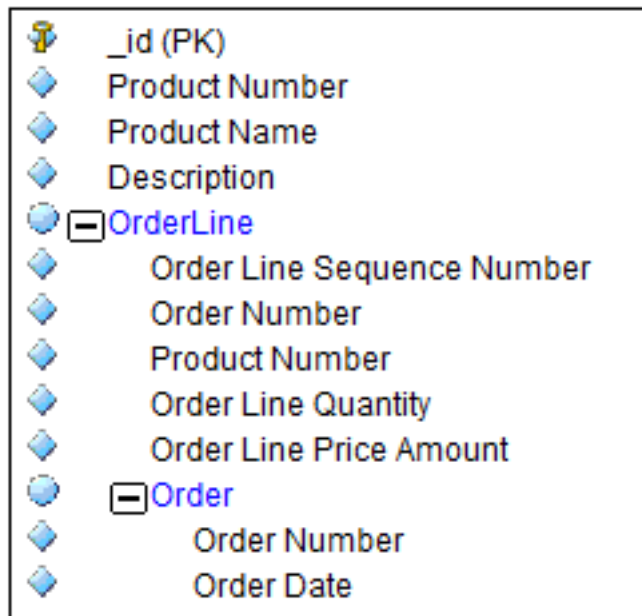 _id (PK)
Product Number
Product Name
Description
OrderLine
Order Line Sequence Number
Order Number
Product Number
Order Line Quantity
Order Line Price Amount
Order
Order Number
Order Date